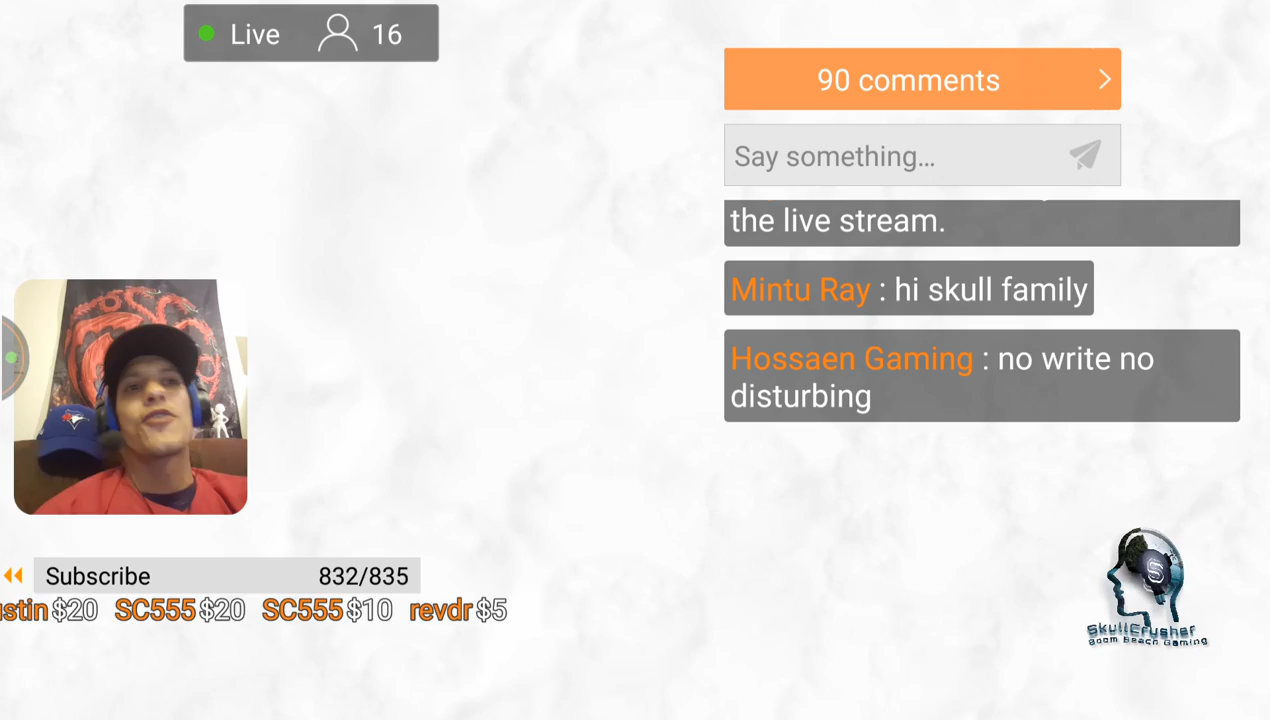 Live 16
90 comments
Say something...
the live stream.
Mintu Ray : hi skull family
Hossaen Gaming : no write no
disturbing
Subscribe 832/835
stin $20 SC555 $20 SC555 $10 revdr $5
S
SkullCrusher
Boom Beach Gaming